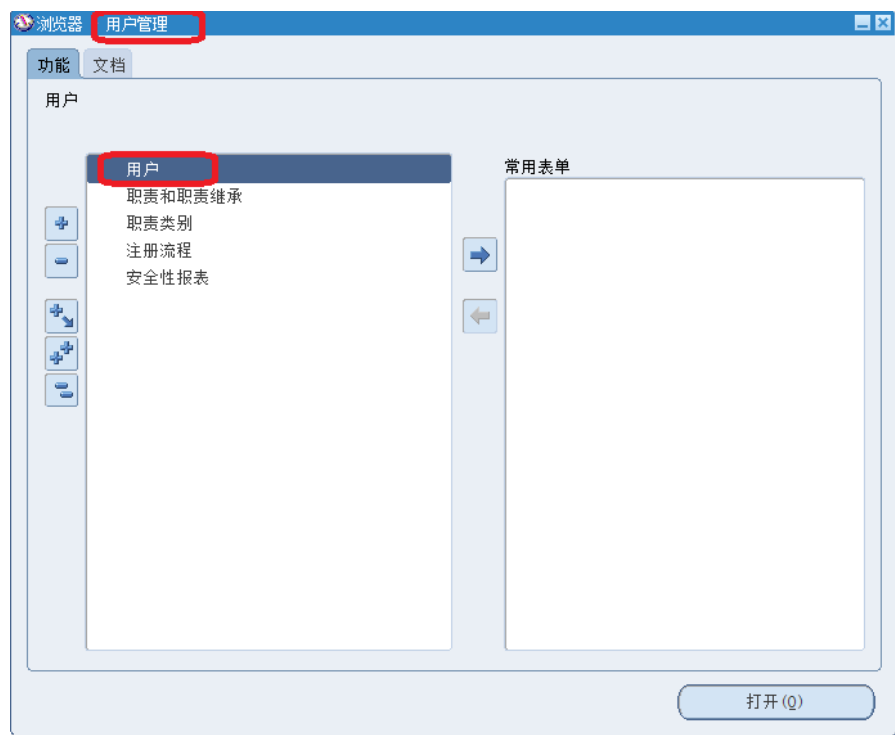 浏览器 用户管理
功能 文档
用户
用户
职责和职责继承
职责类别
注册流程
安全性报表
常用表单
打开(O)